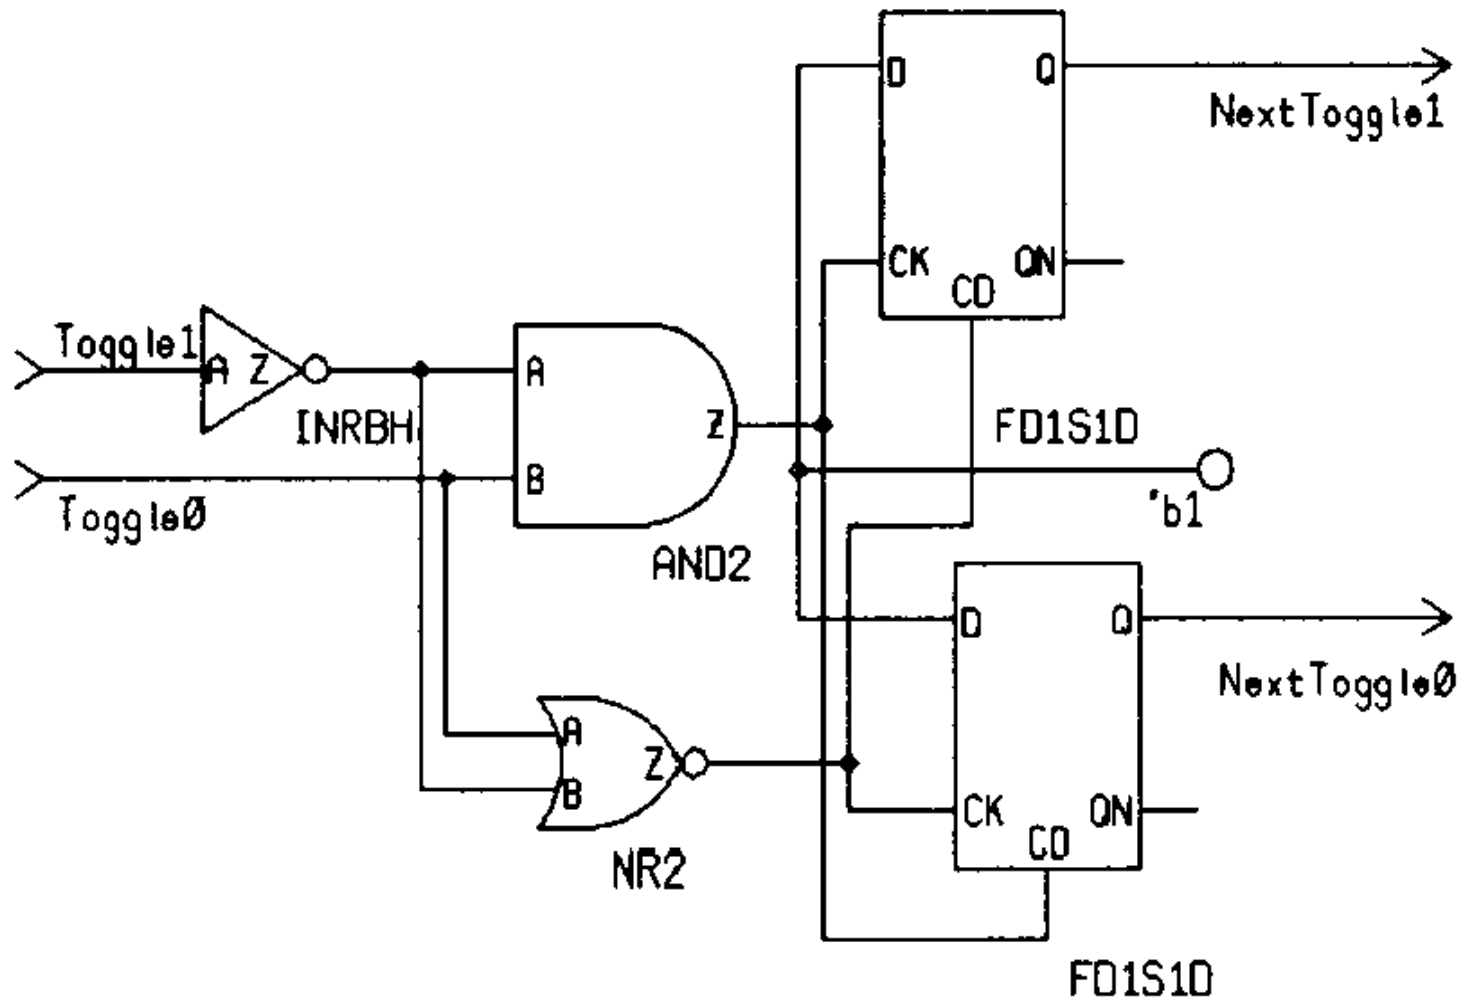 D
Q
NextToggle1
CK
QN
CD
Toggle1
A
Z
INRBH
A
Z
B
FD1S1D
Toggle0
'b1
AND2
D
Q
NextToggle0
A
Z
B
CK
QN
CD
NR2
FD1S1D